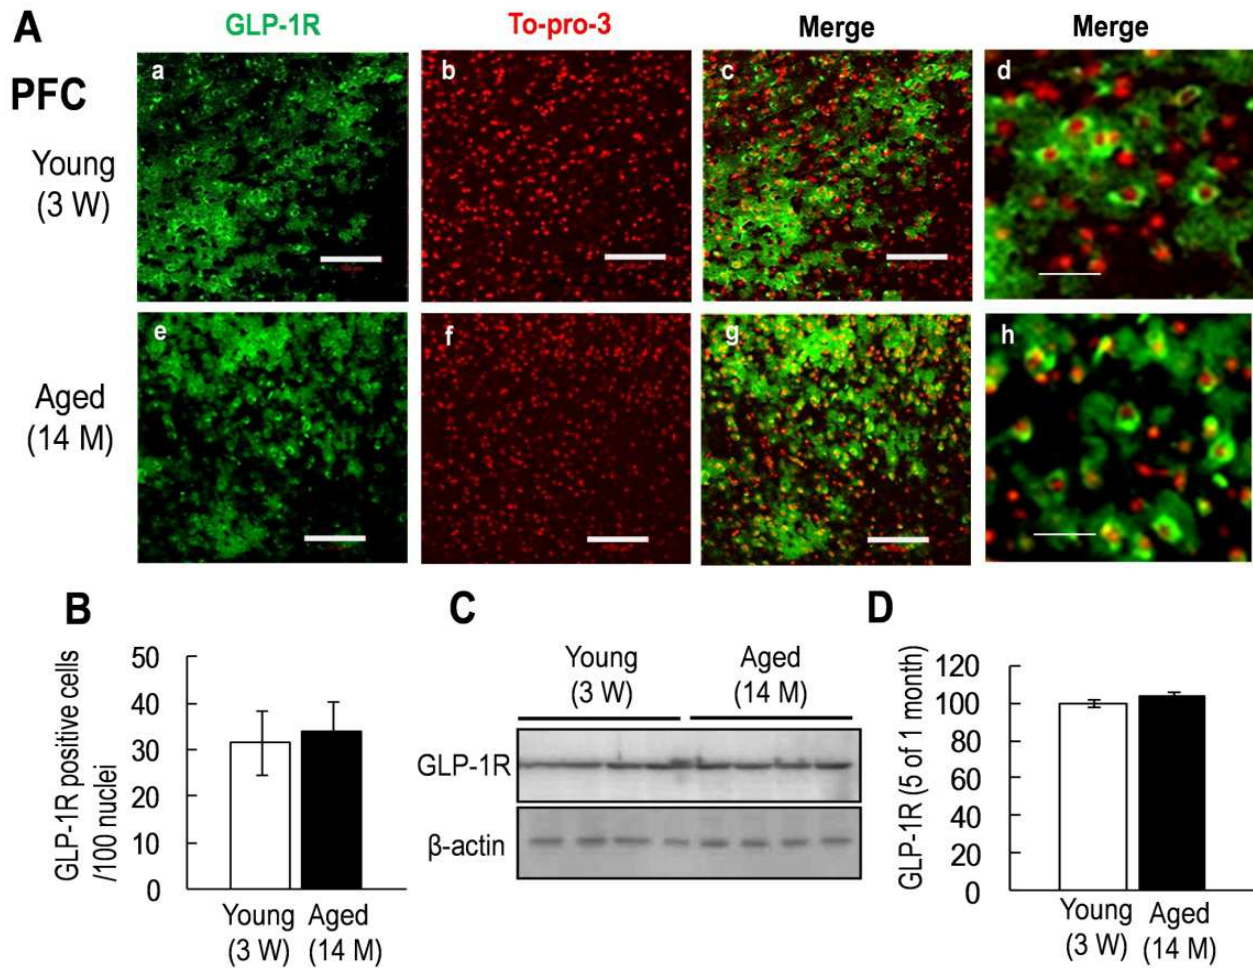 A
GLP-1R
To-pro-3
Merge
Merge
PFC
a
b
c
d
Young
(3 W)
e
f
g
h
Aged
(14 M)
B
GLP-1R positive cells
/100 nuclei
50
40
30
20
10
0
Young
(3 W)
Aged
(14 M)
C
Young
(3 W)
Aged
(14 M)
GLP-1R
β-actin
D
GLP-1R (5 of 1 month)
120
100
80
60
40
20
0
Young
(3 W)
Aged
(14 M)